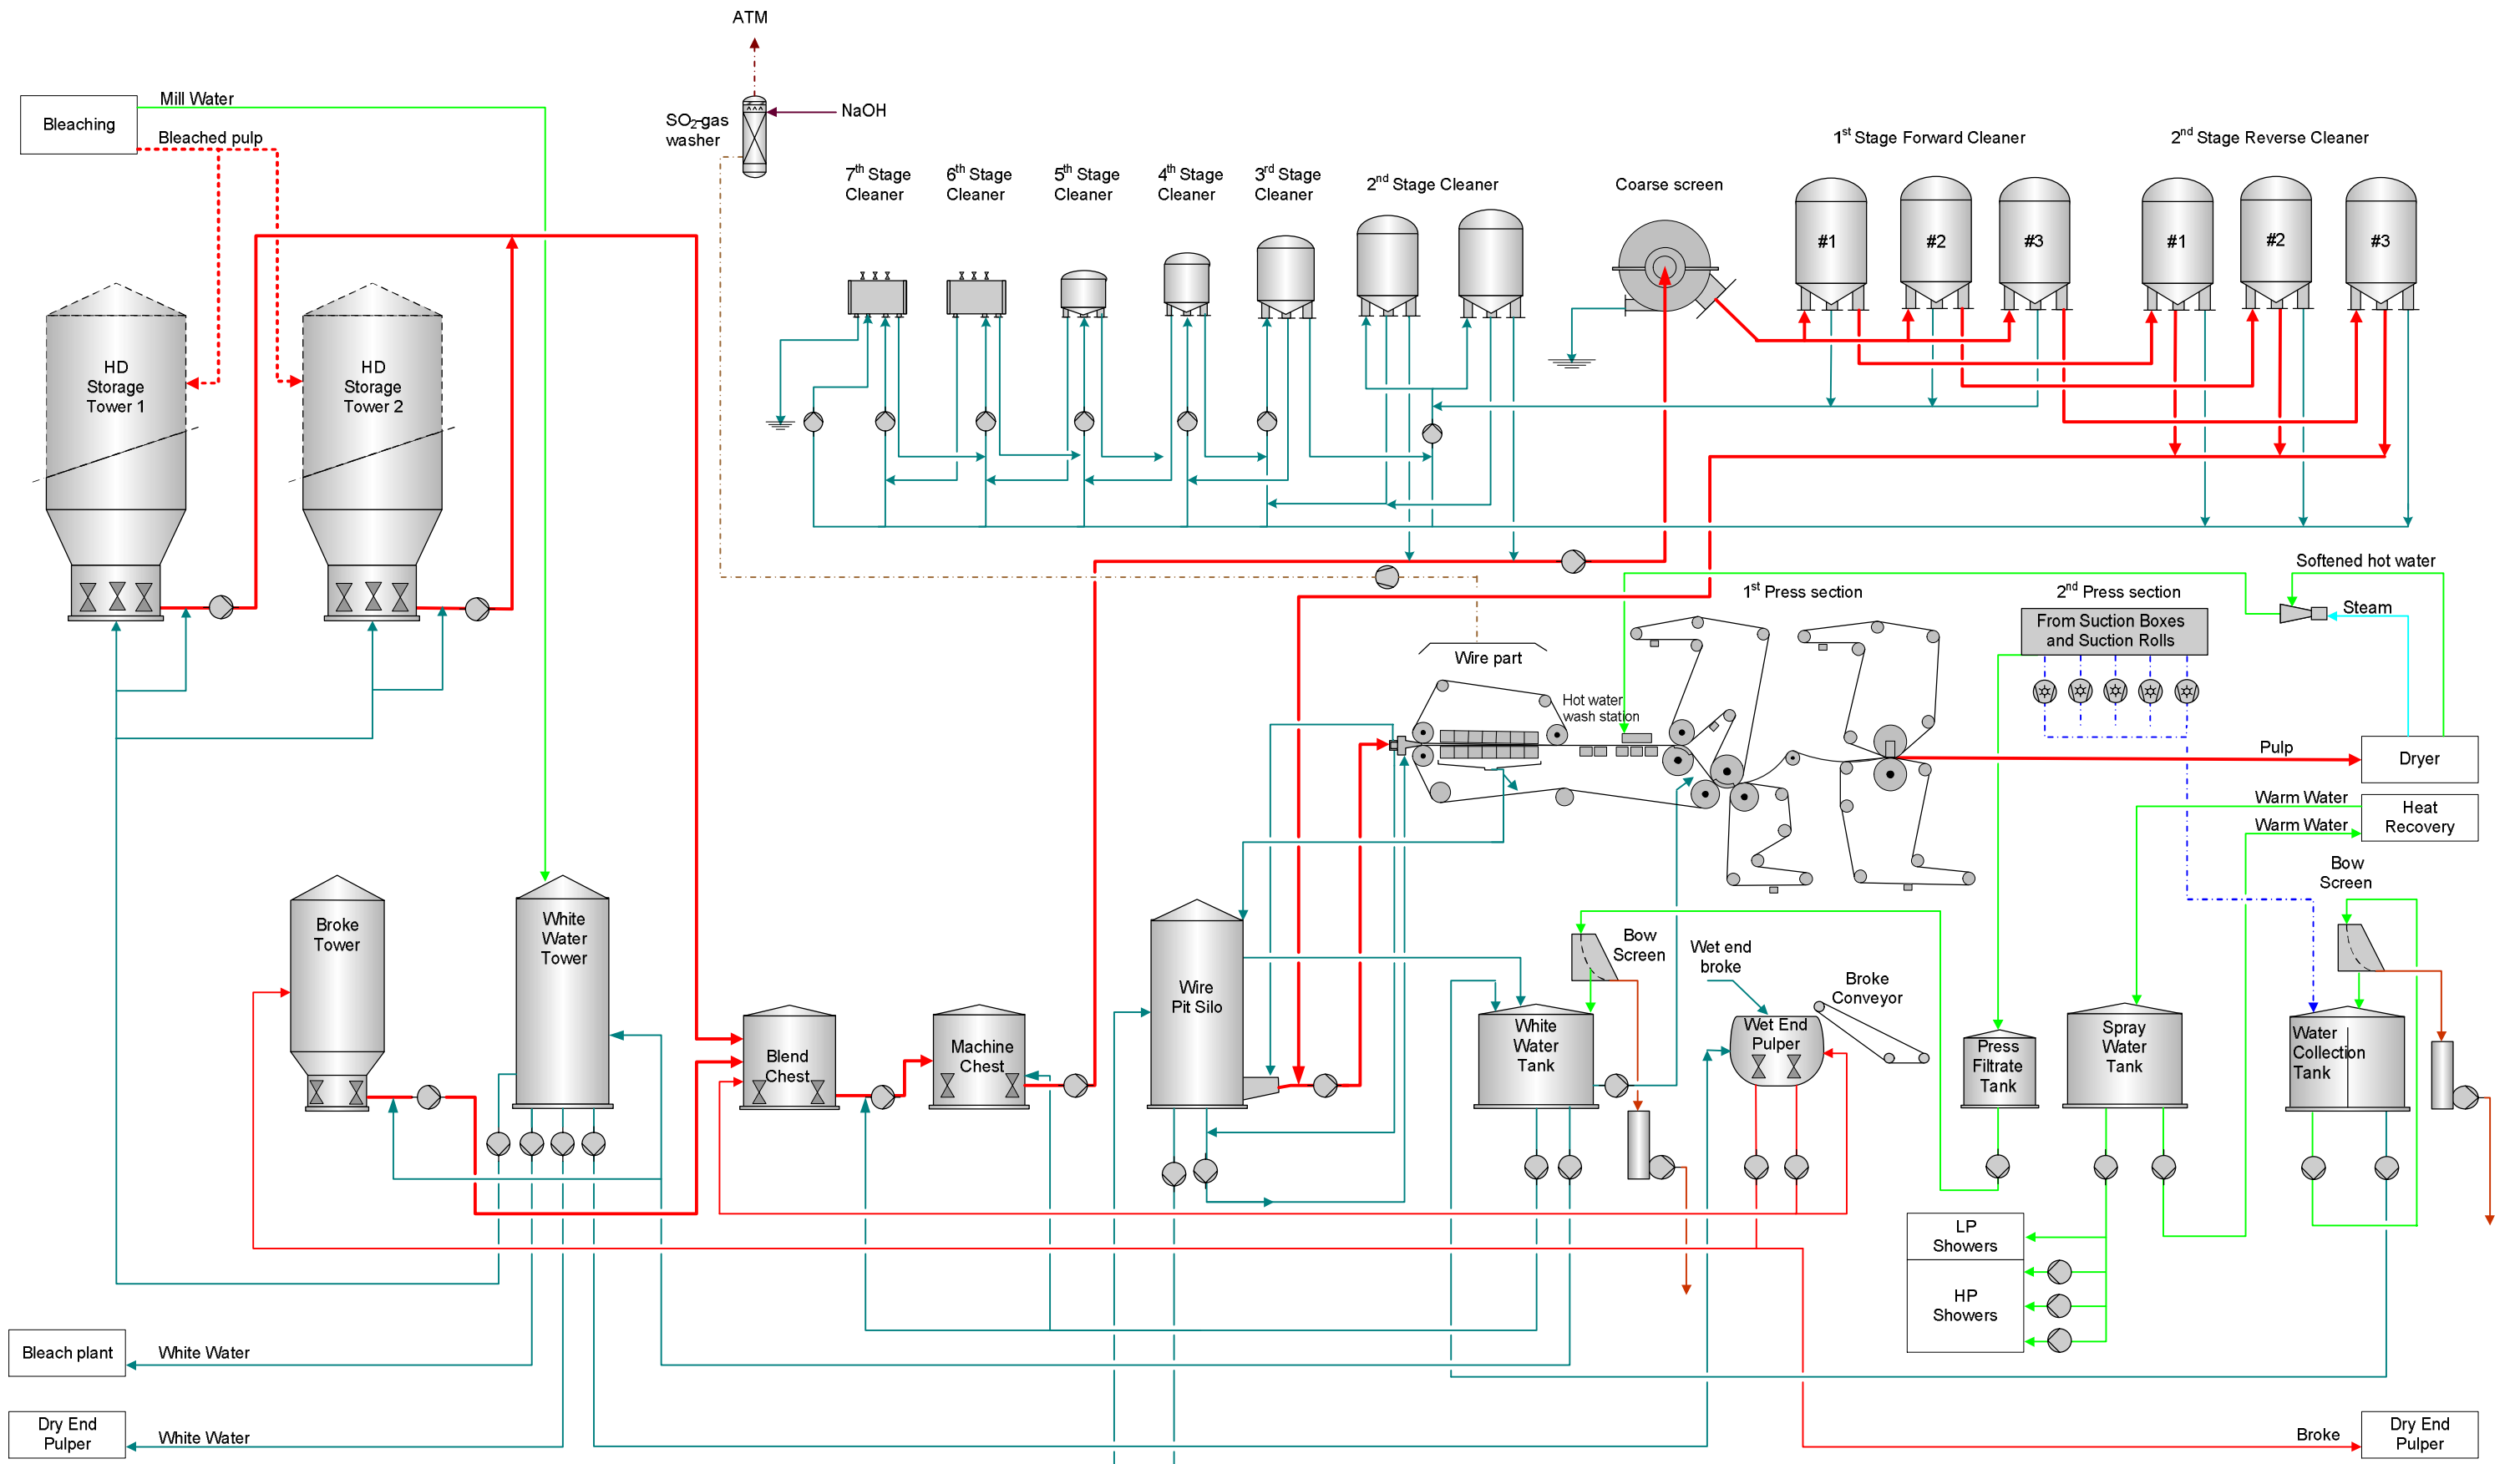 ATM
Mill Water
Bleaching
Bleached pulp
SO2-gas
washer
NaOH
7th Stage
Cleaner
6th Stage
Cleaner
5th Stage
Cleaner
4th Stage
Cleaner
3rd Stage
Cleaner
2nd Stage Cleaner
Coarse screen
1st Stage Forward Cleaner
2nd Stage Reverse Cleaner
#1
#2
#3
#1
#2
#3
HD
Storage
Tower 1
HD
Storage
Tower 2
Softened hot water
Steam
1st Press section
2nd Press section
From Suction Boxes
and Suction Rolls
Wire part
Hot water
wash station
Pulp
Dryer
Warm Water
Warm Water
Heat
Recovery
Bow
Screen
Broke
Tower
White
Water
Tower
Blend
Chest
Machine
Chest
Wire
Pit Silo
White
Water
Tank
Bow
Screen
Wet end
broke
Wet End
Pulper
Broke
Conveyor
Press
Filtrate
Tank
Spray
Water
Tank
Water
Collection
Tank
LP
Showers
HP
Showers
Bleach plant
White Water
Dry End
Pulper
White Water
Broke
Dry End
Pulper